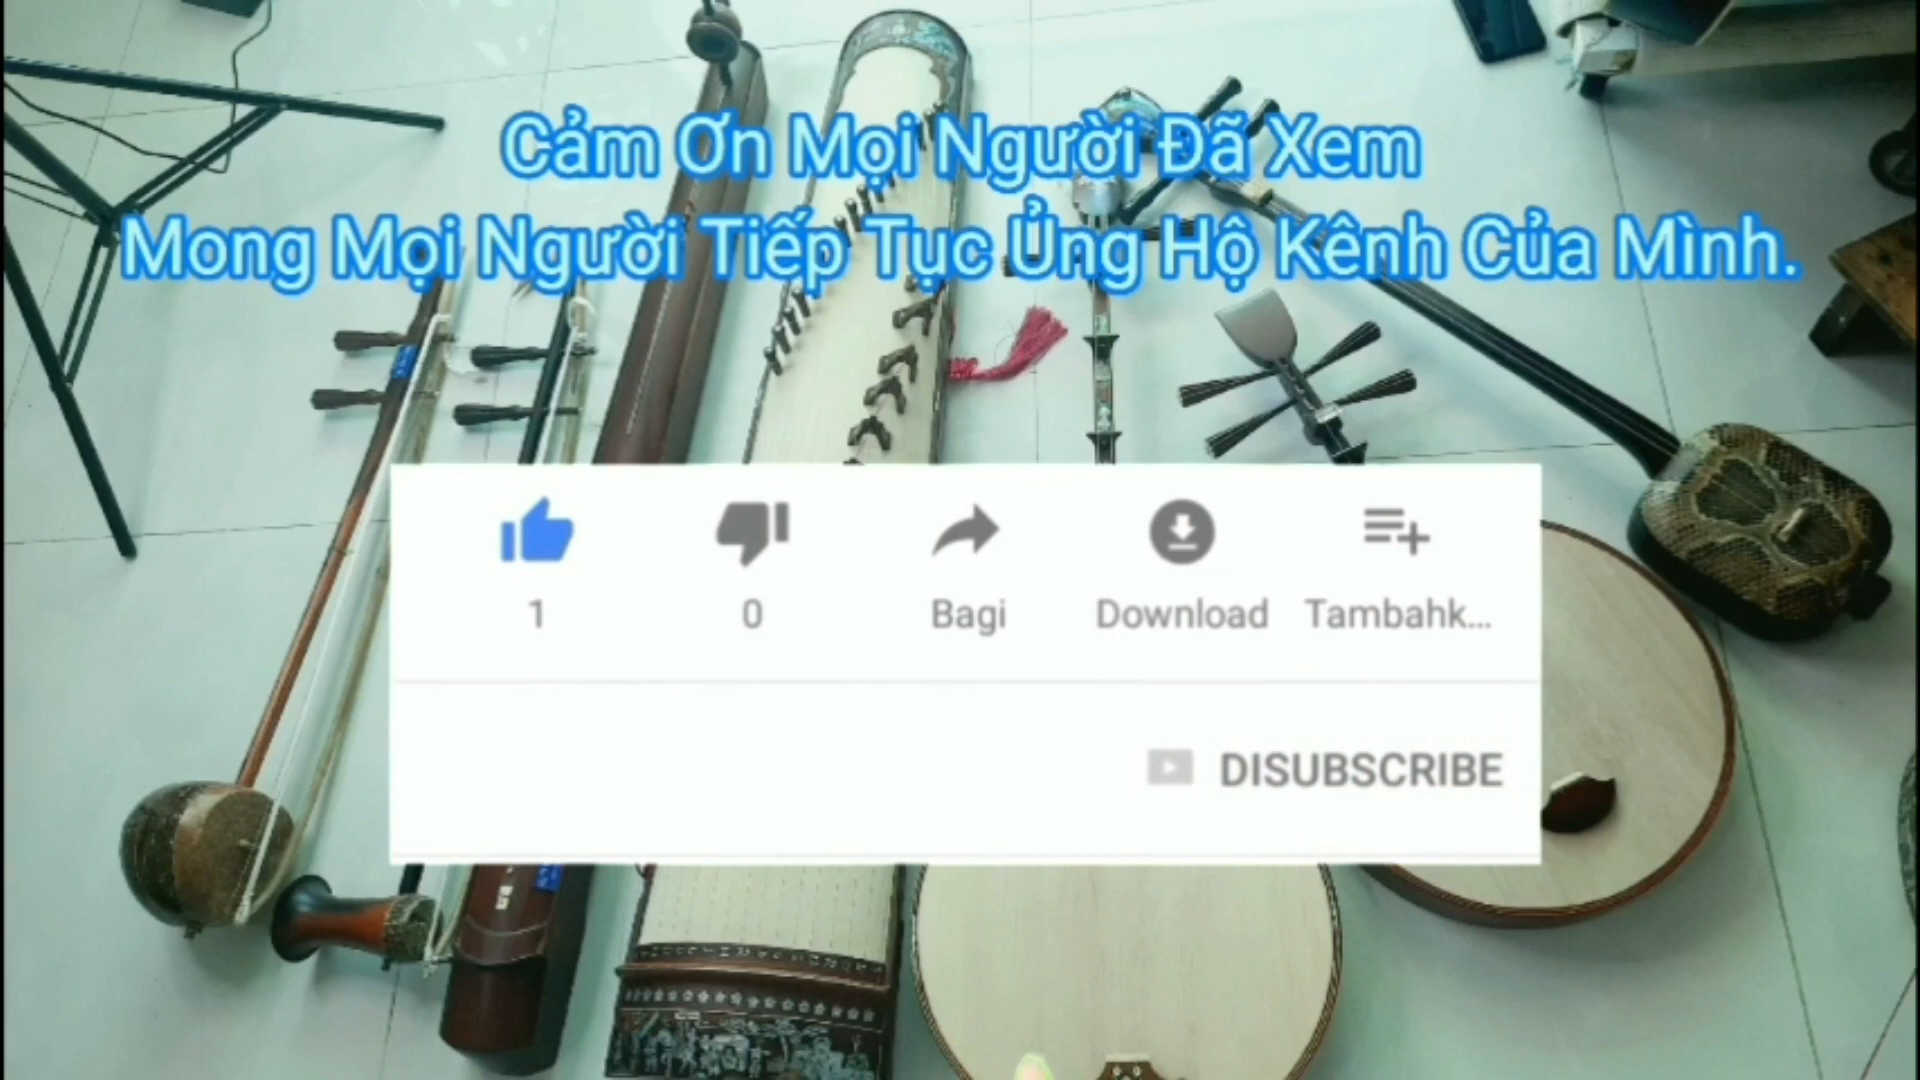 Cảm Ơn Mọi Người Đã Xem
Mong Mọi Người Tiếp Tục Ủng Hộ Kênh Của Mình.
1 0 Bagi Download Tambahk...
DISUBSCRIBE